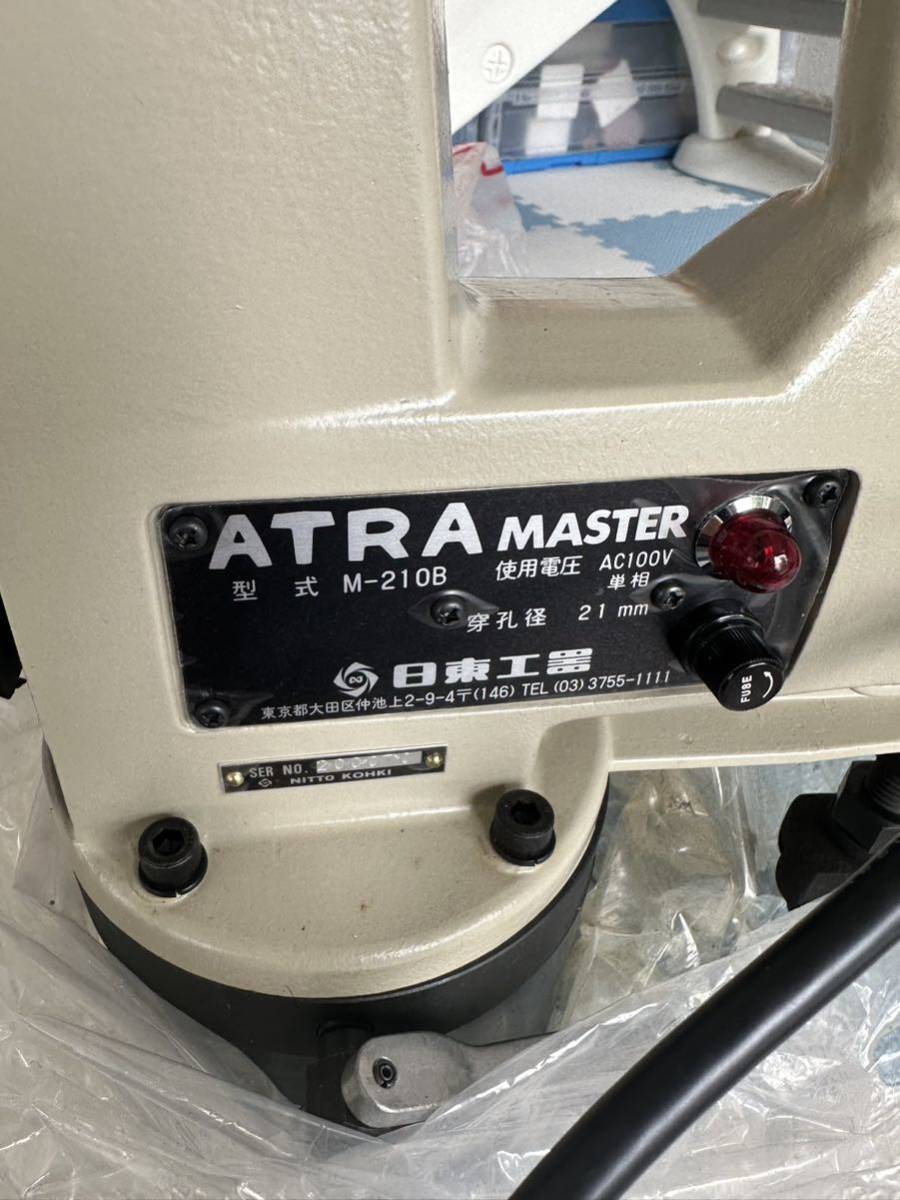 ATRA MASTER
型式 M-210B 使用電圧 AC100V
単相
穿孔径 21mm
日東工器
東京都大田区仲池上2-9-4〒(146) TEL (03) 3755-1111
FUSE
SER NO.
NITTO KOHKI